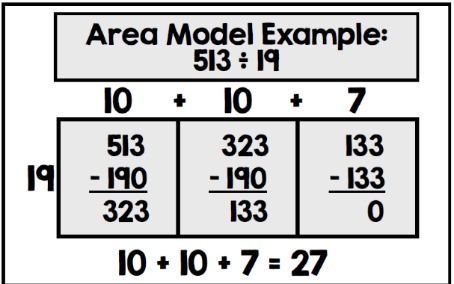 Area Model Example:
513 ÷ 19
10 + 10 + 7
19
513 323 133
- 190 - 190 - 133
323 133 0
10 + 10 + 7 = 27